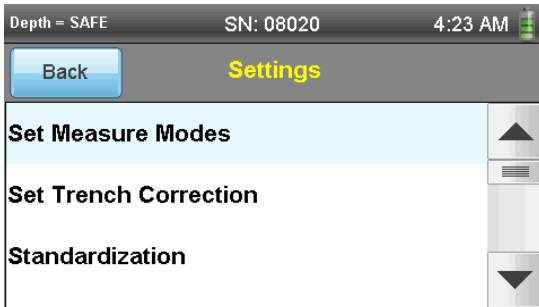 Depth = SAFE SN: 08020 4:23 AM
Back Settings
Set Measure Modes
Set Trench Correction
Standardization